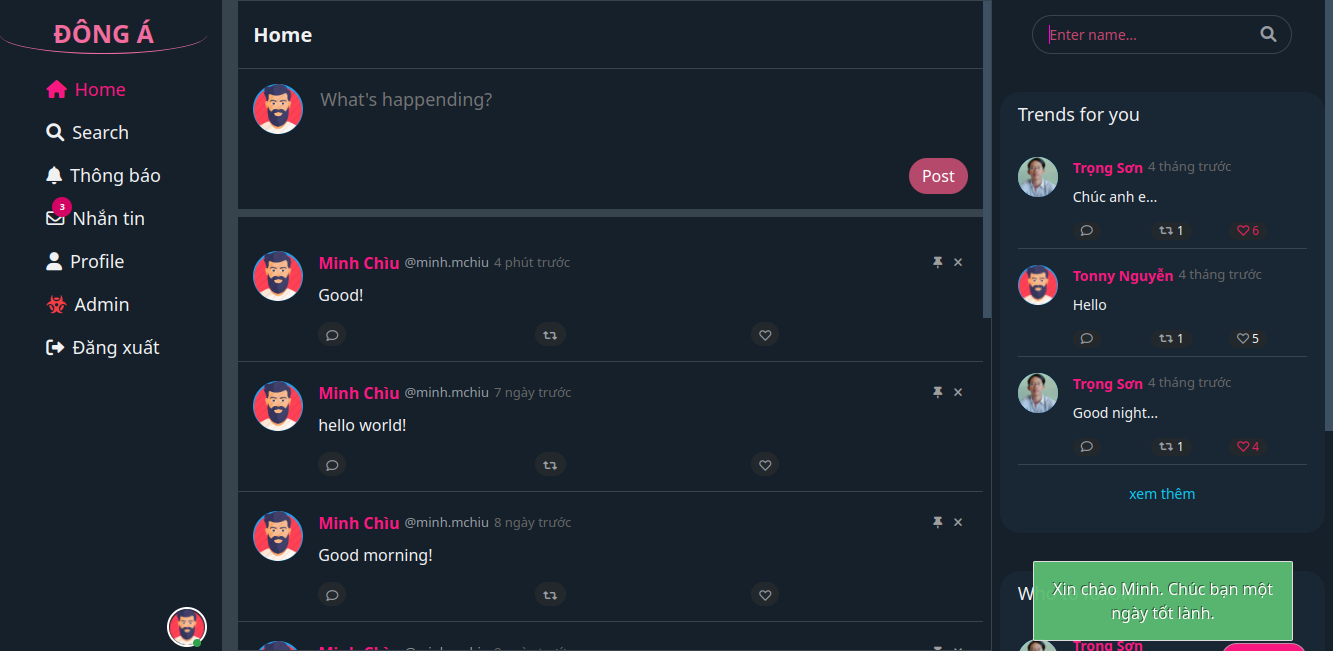 ĐÔNG Á
Home
Search
Thông báo
3
Nhắn tin
Profile
Admin
Đăng xuất
Home
What's happending?
Post
Minh Chìu @minh.mchiu 4 phút trước
Good!
Minh Chìu @minh.mchiu 7 ngày trước
hello world!
Minh Chìu @minh.mchiu 8 ngày trước
Good morning!
Enter name...
Trends for you
Trọng Sơn 4 tháng trước
Chúc anh e...
1 6
Tonny Nguyễn 4 tháng trước
Hello
1 5
Trọng Sơn 4 tháng trước
Good night...
1 4
xem thêm
Xin chào Minh. Chúc bạn một
ngày tốt lành.
Trọng Sơn